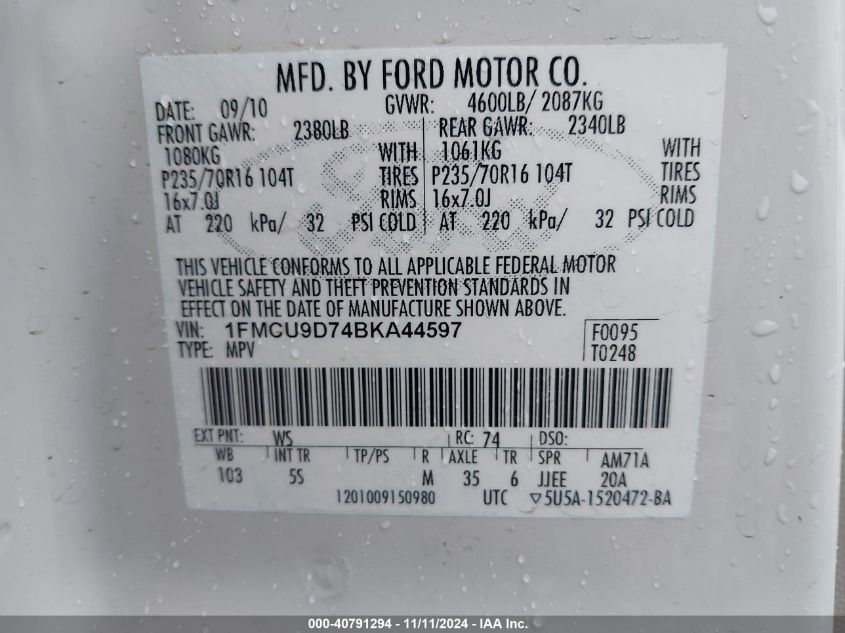 MFD. BY FORD MOTOR CO.
DATE: 09/10 GVWR: 4600LB/ 2087KG
FRONT GAWR: 2380LB REAR GAWR: 2340LB
1080KG WITH 1061KG WITH
P235/70R16 104T TIRES P235/70R16 104T TIRES
16x7.0J RIMS 16x7.0J RIMS
AT 220 kPa/ 32 PSI COLD AT 220 kPa/ 32 PSI COLD
THIS VEHICLE CONFORMS TO ALL APPLICABLE FEDERAL MOTOR
VEHICLE SAFETY AND THEFT PREVENTION STANDARDS IN
EFFECT ON THE DATE OF MANUFACTURE SHOWN ABOVE.
VIN: 1FMCU9D74BKA44597 F0095
TYPE: MPV T0248
EXT PNT: WS RC: 74 DSO:
WB INT TR TP/PS R AXLE TR SPR AM71A
103 5S M 35 6 JJEE 20A
1201009150980 UTC ▽5U5A-1520472-BA
000-40791294 - 11/11/2024 - IAA Inc.